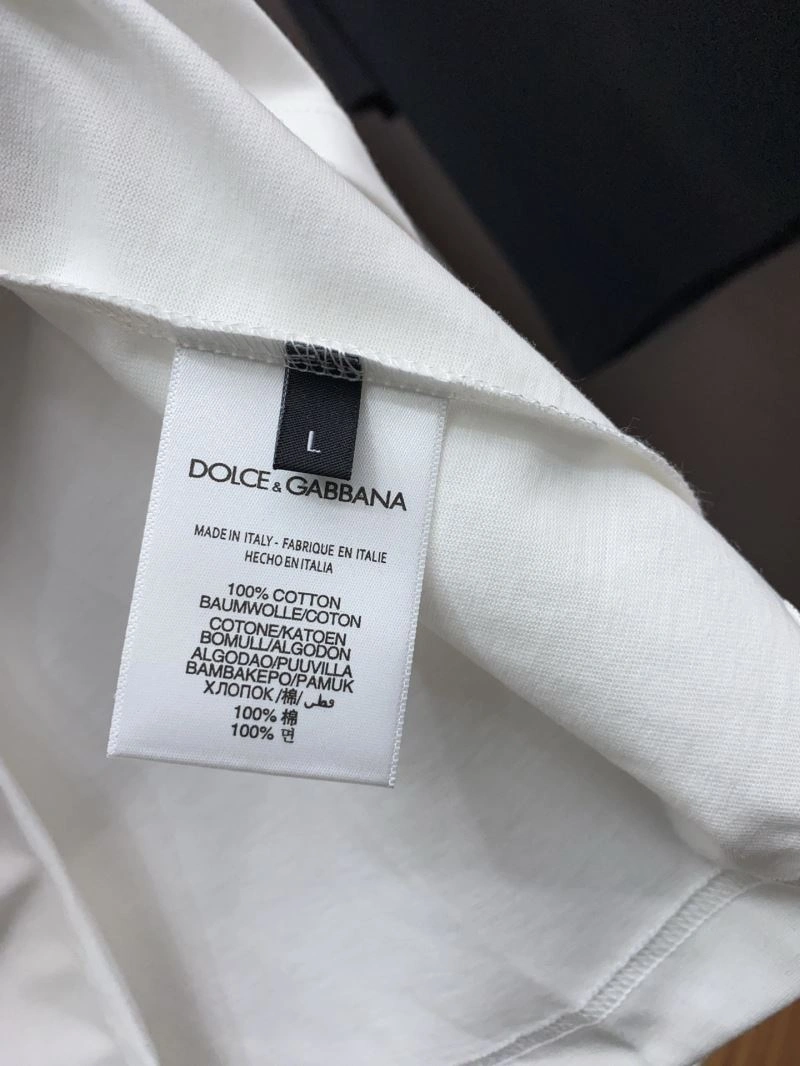 L
DOLCE & GABBANA
MADE IN ITALY - FABRIQUE EN ITALIE
HECHO EN ITALIA
100% COTTON
BAUMWOLLE/COTON
COTONE/KATOEN
BOMULL/ALGODON
ALGODAO/PUUVILLA
BAMBAKEPO/PAMUK
ХЛОПОК/棉/قطن
100% 棉
100% 면